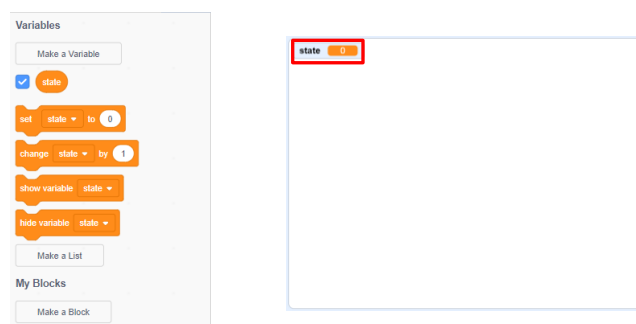 Variables
Make a Variable
state
set state to 0
change state by 1
show variable state
hide variable state
Make a List
My Blocks
Make a Block
state 0